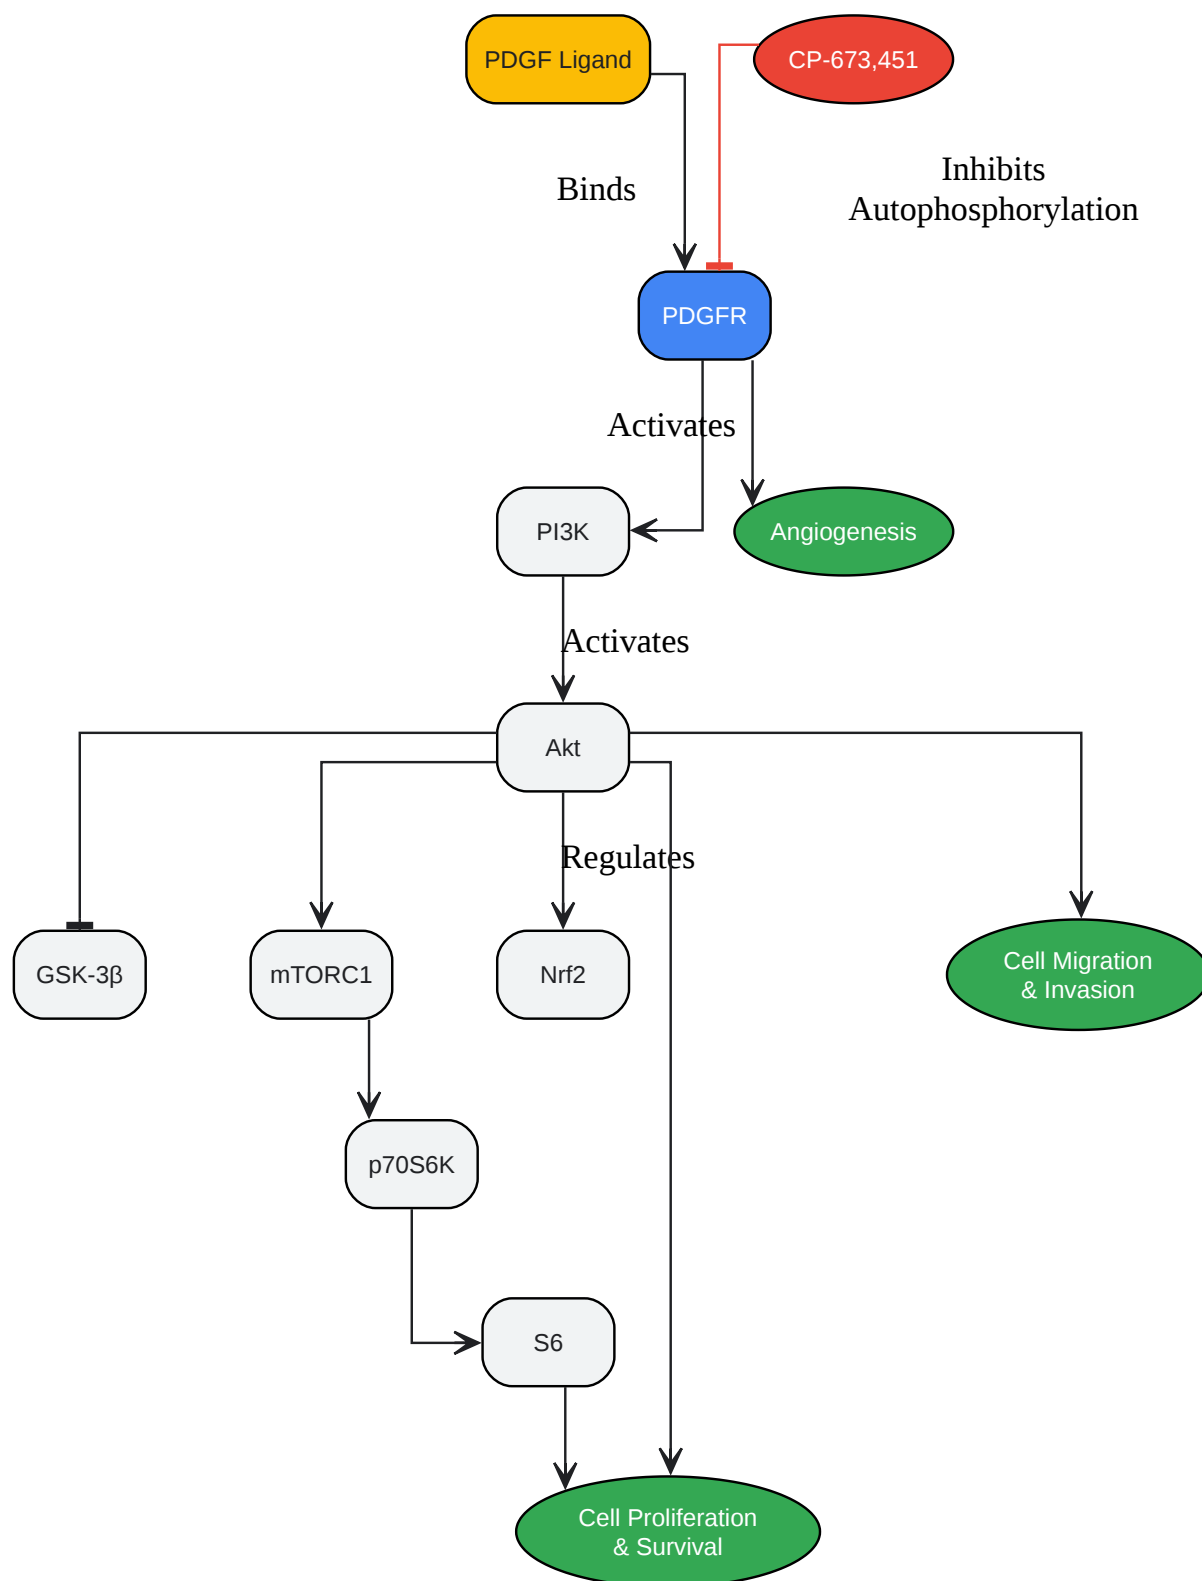 PDGF Ligand
CP-673,451
Binds
Inhibits
Autophosphorylation
PDGFR
Activates
PI3K
Angiogenesis
Activates
Akt
Regulates
GSK-3β
mTORC1
Nrf2
Cell Migration
& Invasion
p70S6K
S6
Cell Proliferation
& Survival